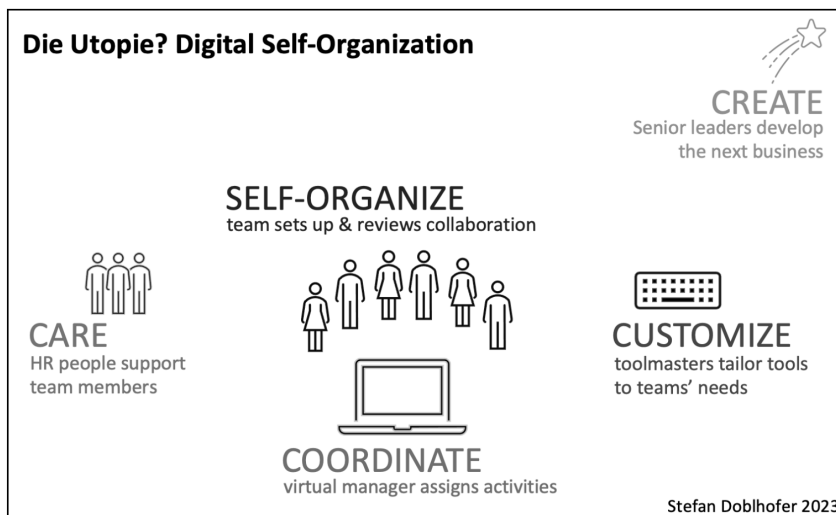 Die Utopie? Digital Self-Organization
CREATE
Senior leaders develop
the next business
SELF-ORGANIZE
team sets up & reviews collaboration
CARE
HR people support
team members
CUSTOMIZE
toolmasters tailor tools
to teams’ needs
COORDINATE
virtual manager assigns activities
Stefan Doblhofer 2023